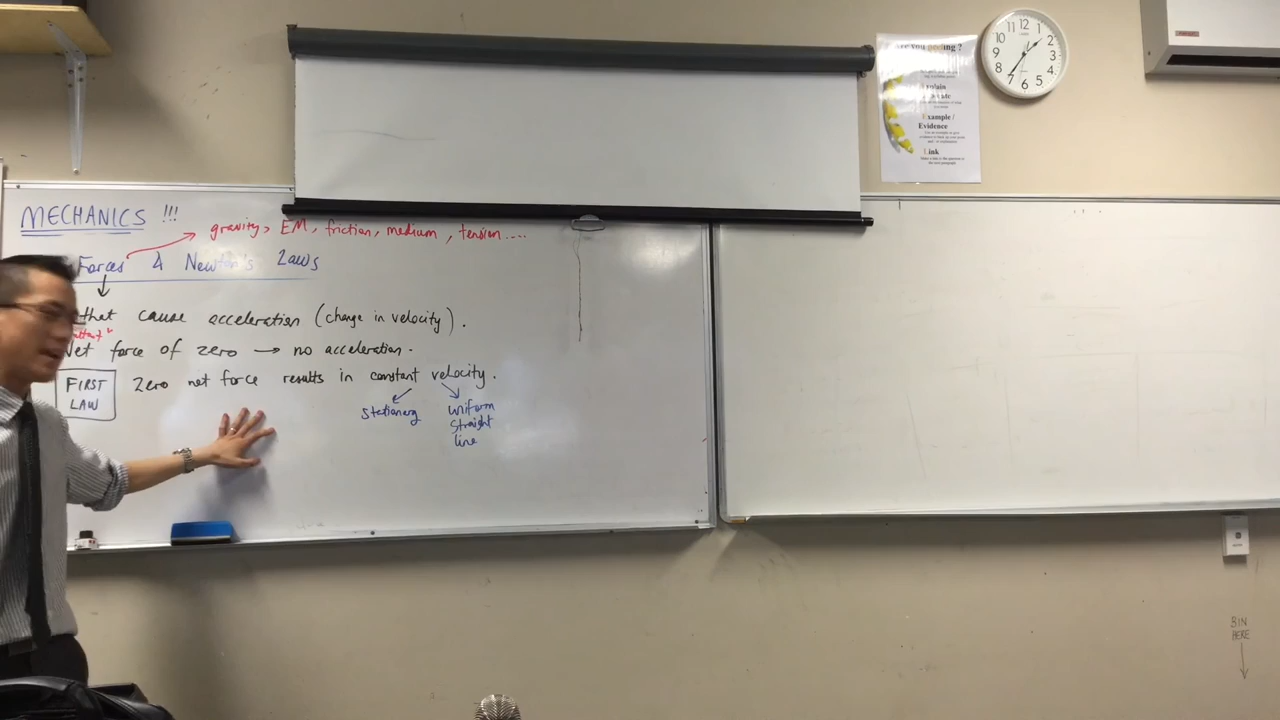 MECHANICS !!!
gravity, EM, friction, medium, tension....
Forces & Newton's Laws
that cause acceleration (change in velocity).
Net force of zero → no acceleration.
FIRST
LAW
Zero net force results in constant velocity.
Stationary
uniform
straight
line
Example /
Evidence
Link
12
1
2
3
4
5
6
7
8
9
10
11
BIN
HERE